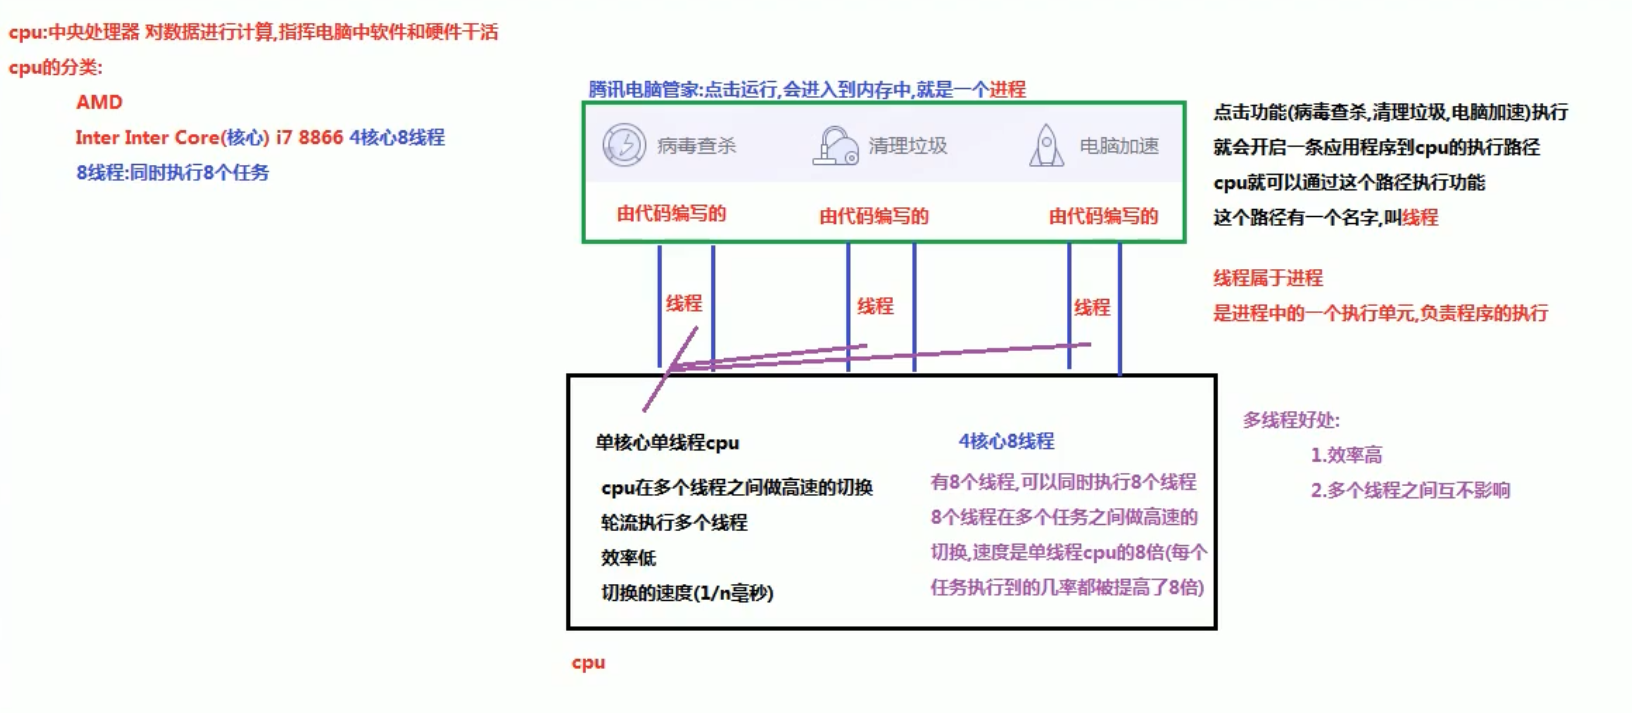 cpu:中央处理器 对数据进行计算,指挥电脑中软件和硬件干活
cpu的分类:
AMD
Inter Inter Core(核心) i7 8866 4核心8线程
8线程:同时执行8个任务
腾讯电脑管家:点击运行,会进入到内存中,就是一个进程
病毒查杀
清理垃圾
电脑加速
由代码编写的
由代码编写的
由代码编写的
点击功能(病毒查杀,清理垃圾,电脑加速)执行
就会开启一条应用程序到cpu的执行路径
cpu就可以通过这个路径执行功能
这个路径有一个名字,叫线程
线程属于进程
是进程中的一个执行单元,负责程序的执行
线程
线程
线程
单核心单线程cpu
cpu在多个线程之间做高速的切换
轮流执行多个线程
效率低
切换的速度(1/n毫秒)
4核心8线程
有8个线程,可以同时执行8个线程
8个线程在多个任务之间做高速的
切换,速度是单线程cpu的8倍(每个
任务执行到的几率都被提高了8倍)
多线程好处:
1.效率高
2.多个线程之间互不影响
cpu